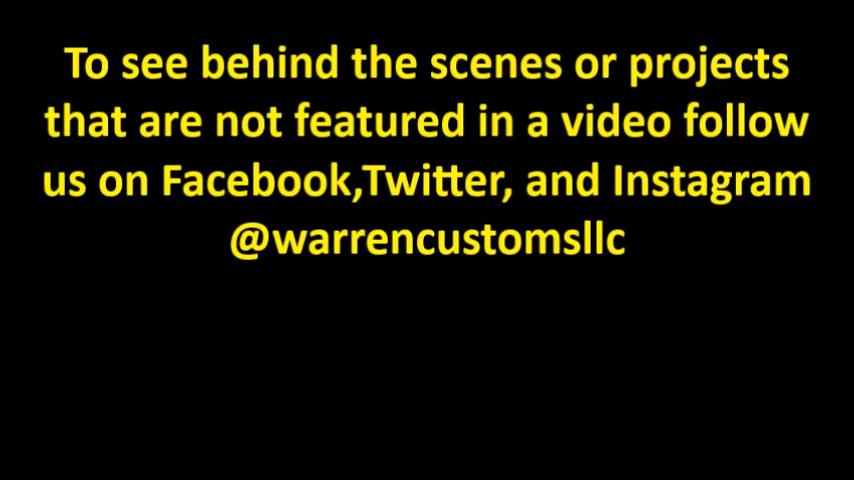 To see behind the scenes or projects
that are not featured in a video follow
us on Facebook,Twitter, and Instagram
@warrencustomsllc